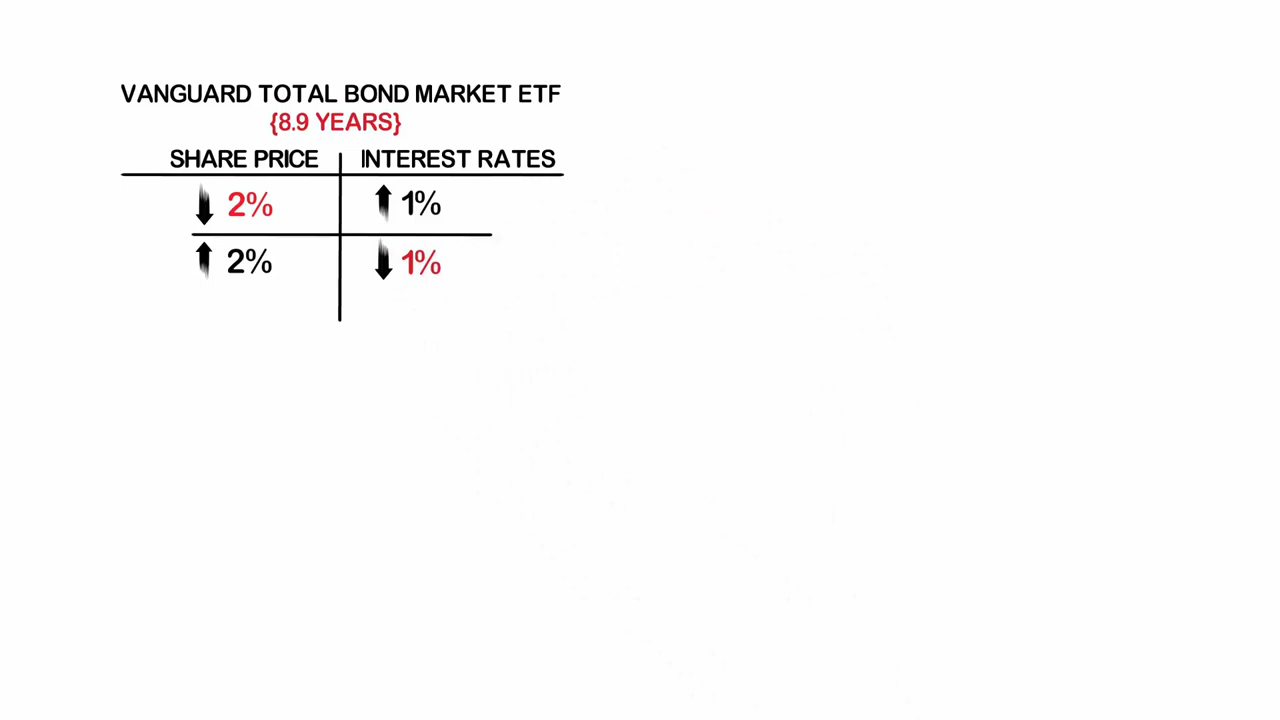 VANGUARD TOTAL BOND MARKET ETF
{8.9 YEARS}
SHARE PRICE INTEREST RATES
2% 1%
2% 1%